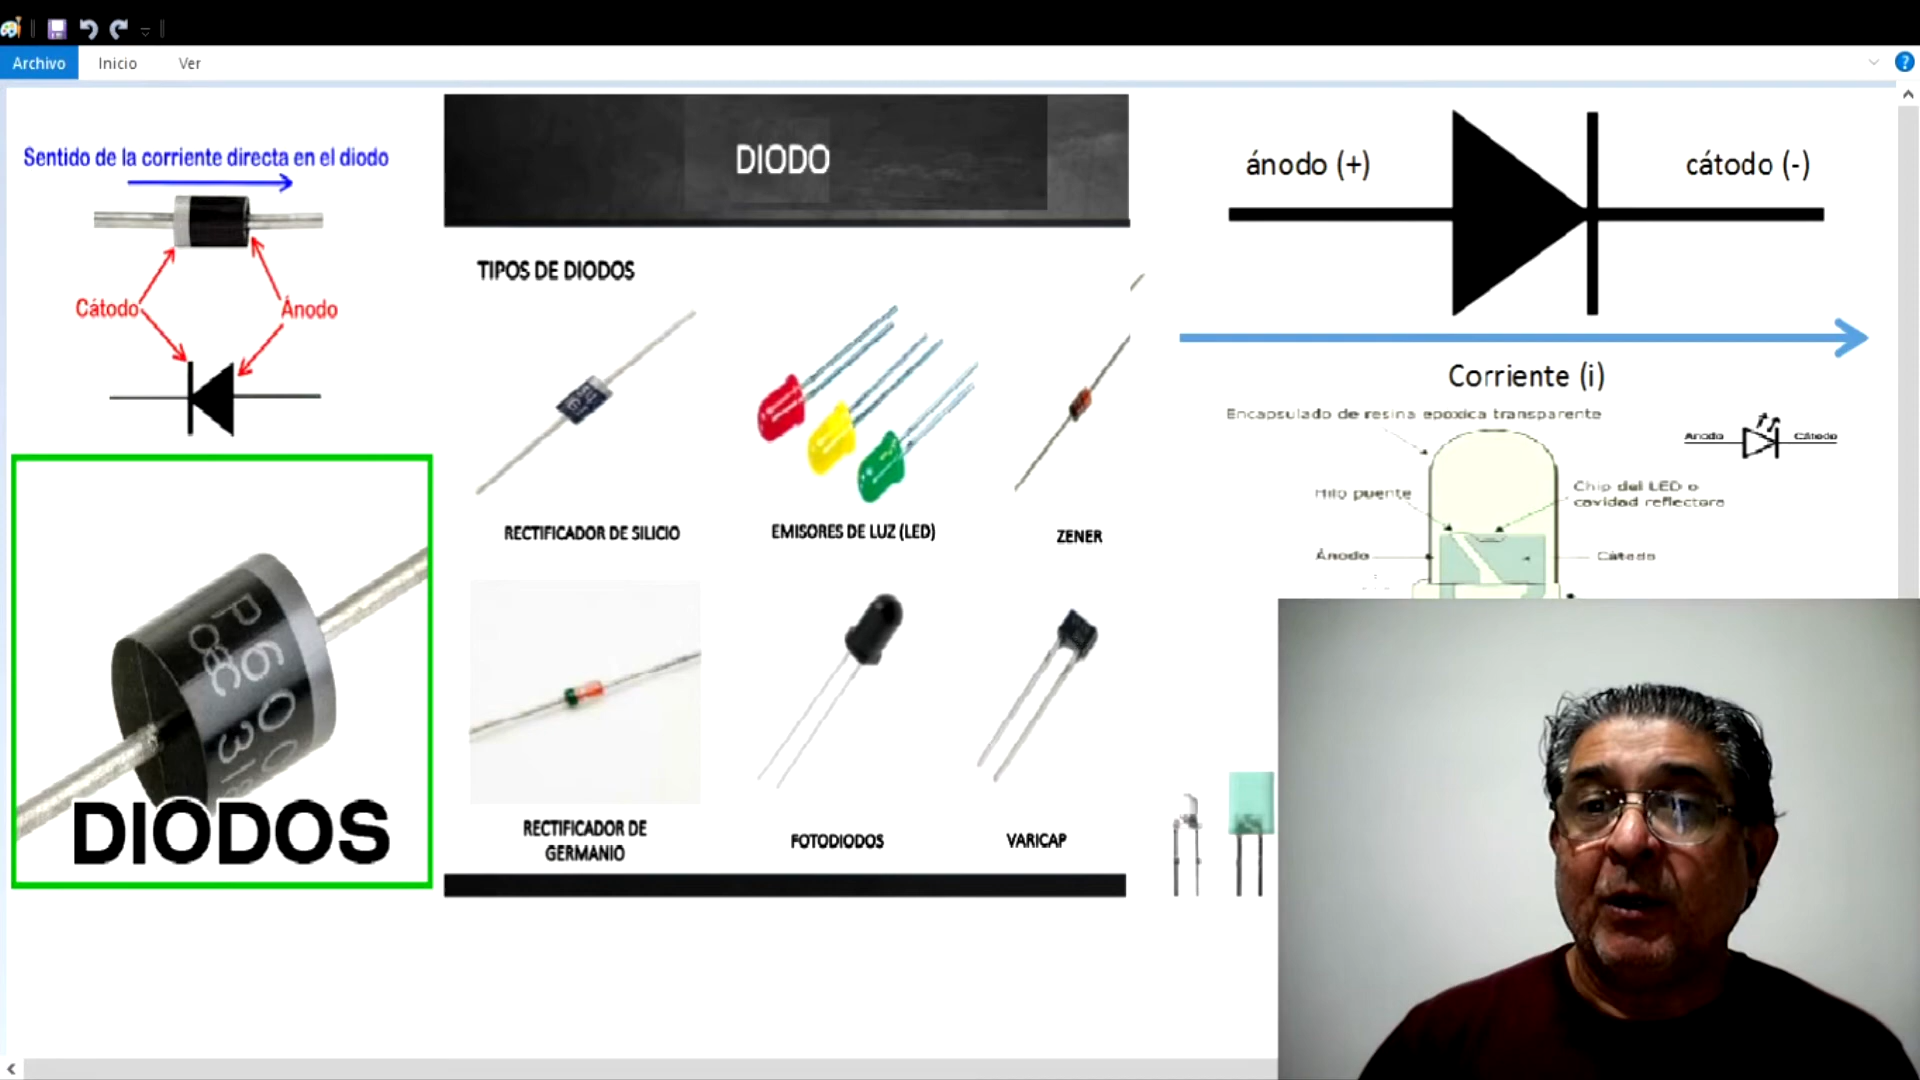 Archivo
Inicio
Ver
Sentido de la corriente directa en el diodo
Cátodo
Ánodo
DIODOS
DIODO
TIPOS DE DIODOS
RECTIFICADOR DE SILICIO
EMISORES DE LUZ (LED)
ZENER
RECTIFICADOR DE
GERMANIO
FOTODIODOS
VARICAP
ánodo (+)
cátodo (-)
Corriente (i)
Encapsulado de resina epoxica transparente
Anodo
Cátodo
Hilo puente
Chip del LED o
cavidad reflectora
Ánodo
Cátodo